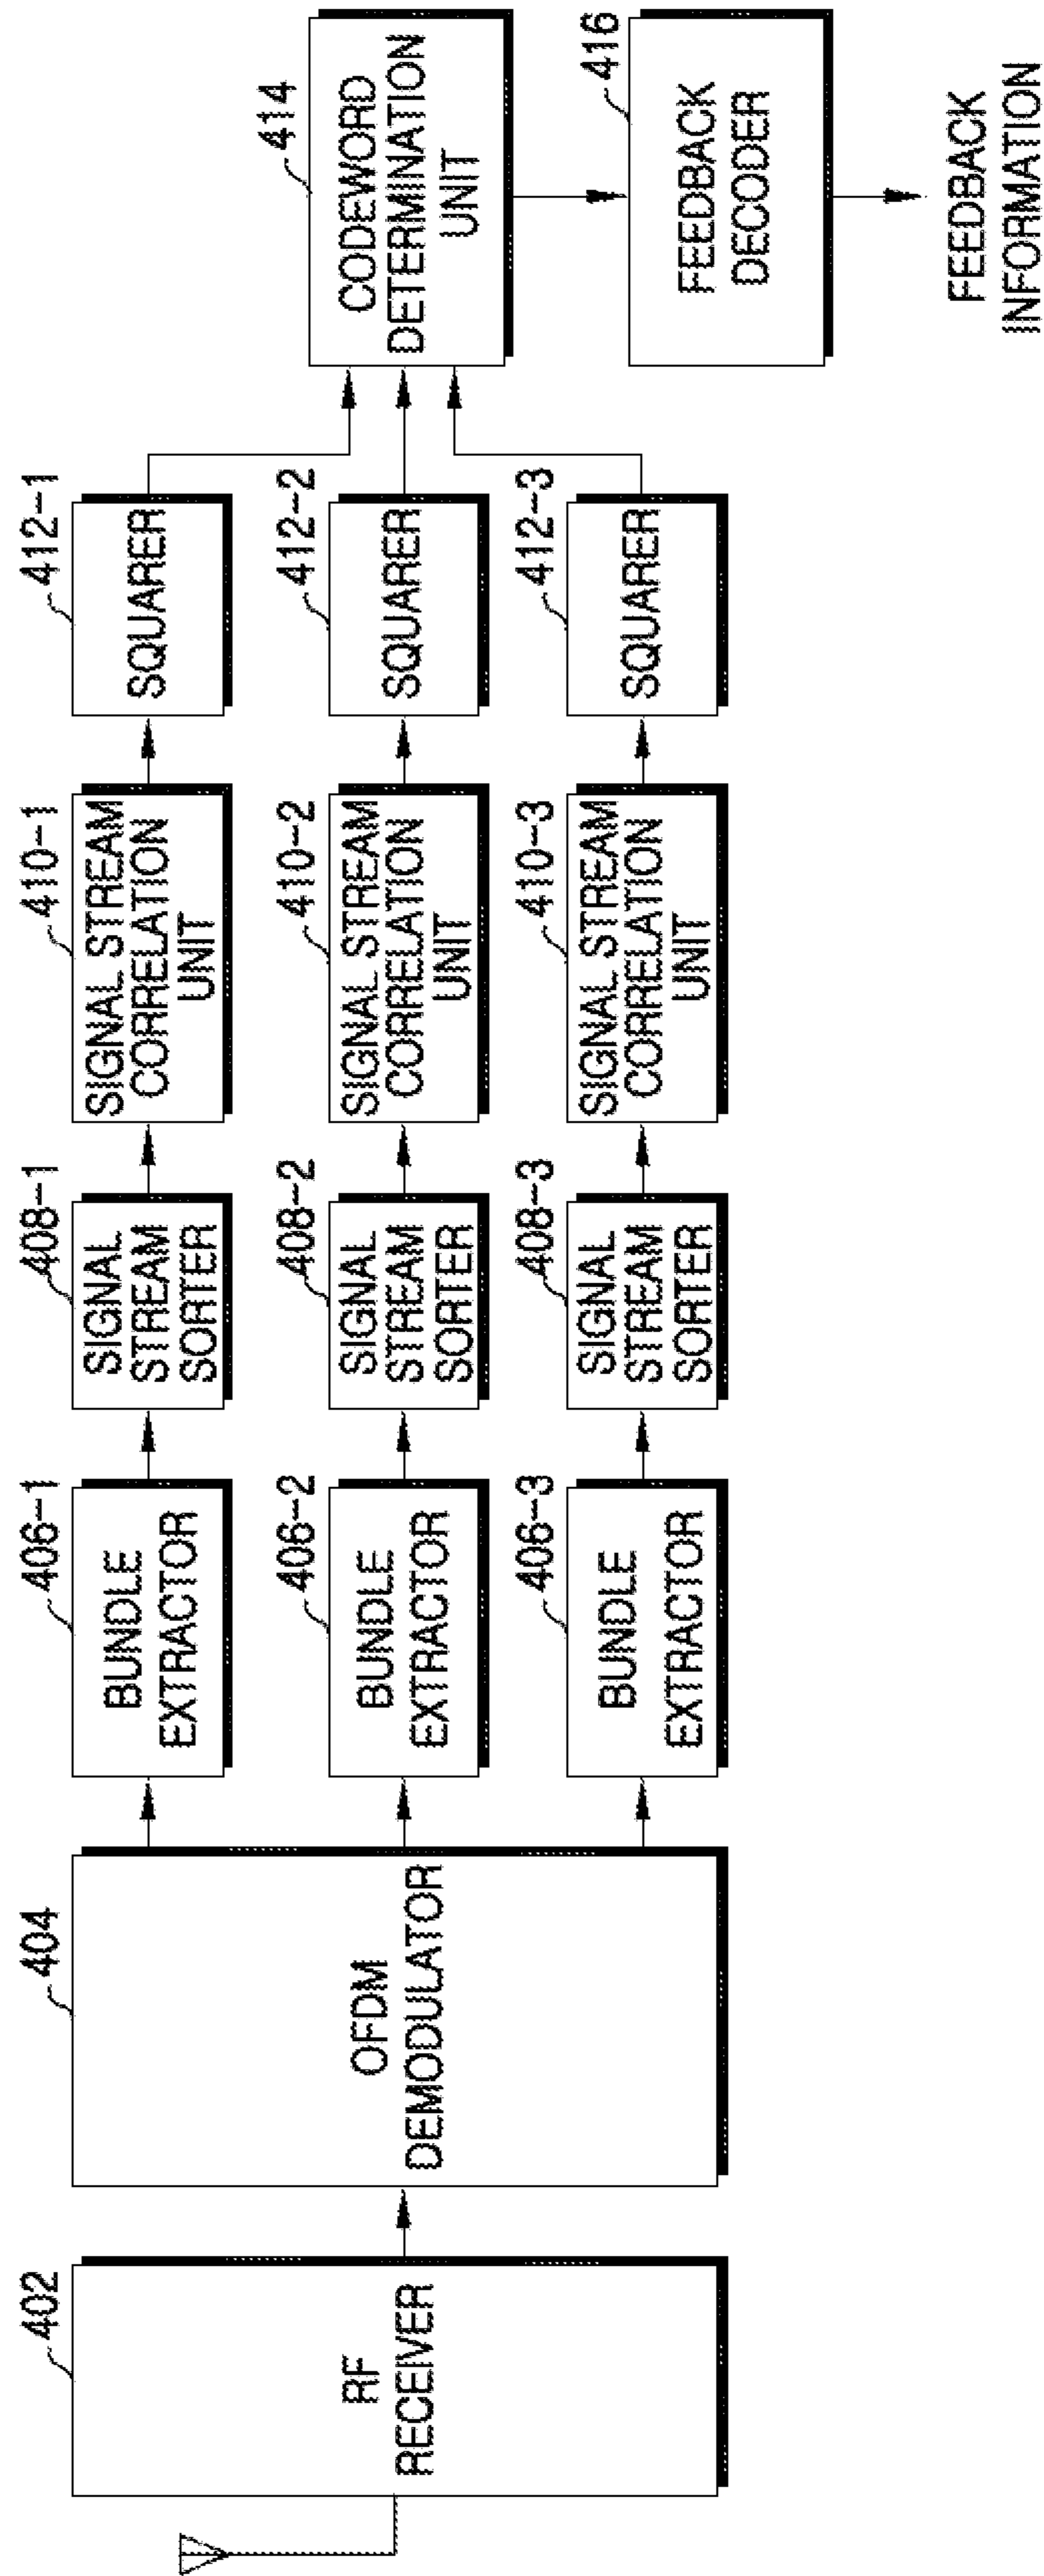 402
RF
RECEIVER
404
OFDM
DEMODULATOR
406-1
BUNDLE
EXTRACTOR
408-1
SIGNAL
STREAM
SORTER
410-1
SIGNAL STREAM
CORRELATION
UNIT
412-1
SQUARER
406-2
BUNDLE
EXTRACTOR
408-2
SIGNAL
STREAM
SORTER
410-2
SIGNAL STREAM
CORRELATION
UNIT
412-2
SQUARER
406-3
BUNDLE
EXTRACTOR
408-3
SIGNAL
STREAM
SORTER
410-3
SIGNAL STREAM
CORRELATION
UNIT
412-3
SQUARER
414
CODEWORD
DETERMINATION
UNIT
416
FEEDBACK
DECODER
FEEDBACK
INFORMATION